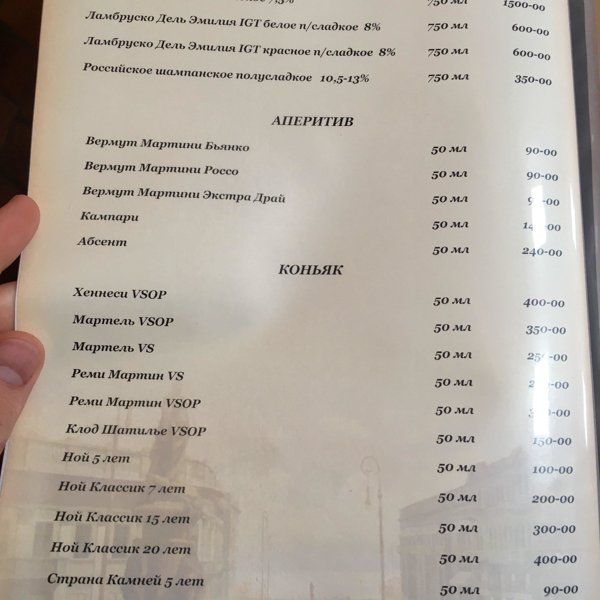 7,5% 750 мл 1500-00
Ламбруско Дель Эмилия IGT белое п/сладкое 8% 750 мл 600-00
Ламбруско Дель Эмилия IGT красное п/сладкое 8% 750 мл 600-00
Российское шампанское полусладкое 10,5-13% 750 мл 350-00
АПЕРИТИВ
Вермут Мартини Бьянко 50 мл 90-00
Вермут Мартини Россо 50 мл 90-00
Вермут Мартини Экстра Драй 50 мл
Кампари 50 мл
Абсент 50 мл 240-00
КОНЬЯК
Хеннеси VSOP 50 мл 400-00
Мартель VSOP 50 мл 350-00
Мартель VS 50 мл
Реми Мартин VS 50 мл
Реми Мартин VSOP 50 мл
Клод Шатилье VSOP 50 мл 150-00
Ной 5 лет 50 мл 100-00
Ной Классик 7 лет 50 мл 200-00
Ной Классик 15 лет 50 мл 300-00
Ной Классик 20 лет 50 мл 400-00
Страна Камней 5 лет 50 мл 90-00